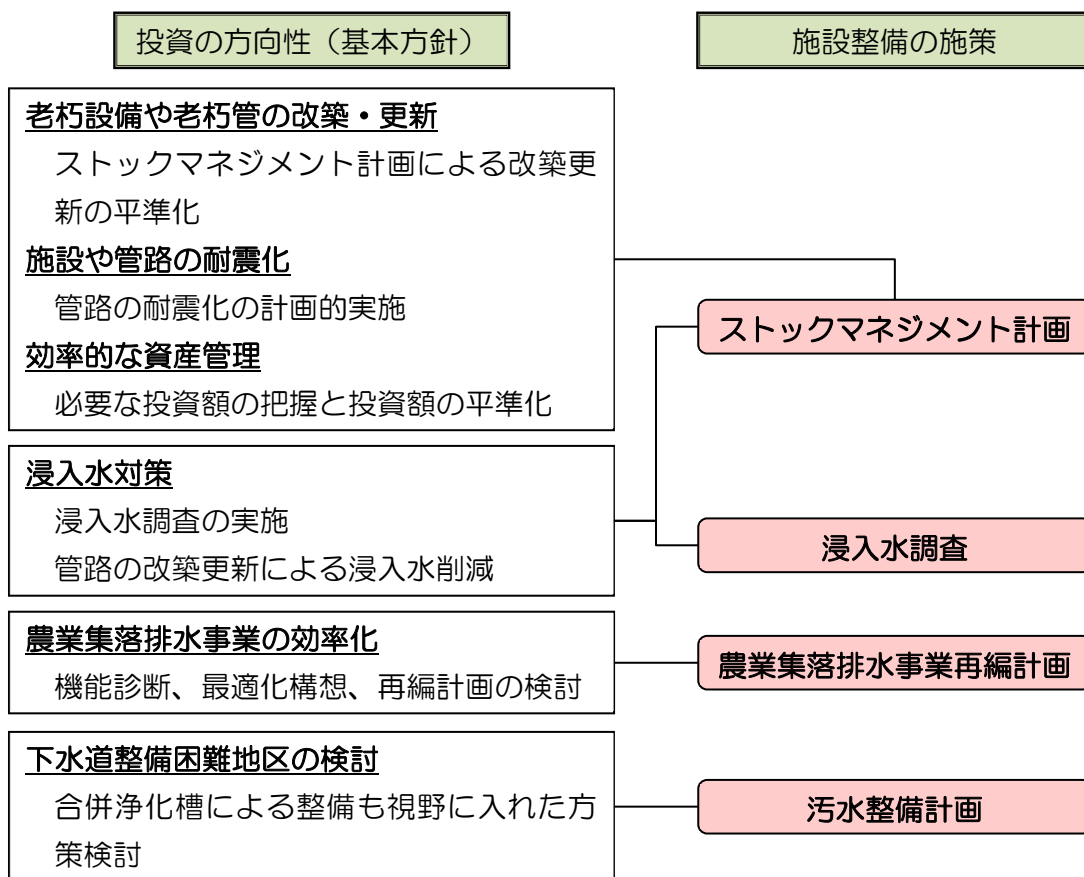 投資の方向性（基本方針）
施設整備の施策
老朽設備や老朽管の改築・更新
ストックマネジメント計画による改築更
新の平準化
施設や管路の耐震化
管路の耐震化の計画的実施
効率的な資産管理
必要な投資額の把握と投資額の平準化
ストックマネジメント計画
浸入水対策
浸入水調査の実施
管路の改築更新による浸入水削減
浸入水調査
農業集落排水事業の効率化
機能診断、最適化構想、再編計画の検討
農業集落排水事業再編計画
下水道整備困難地区の検討
合併浄化槽による整備も視野に入れた方
策検討
汚水整備計画